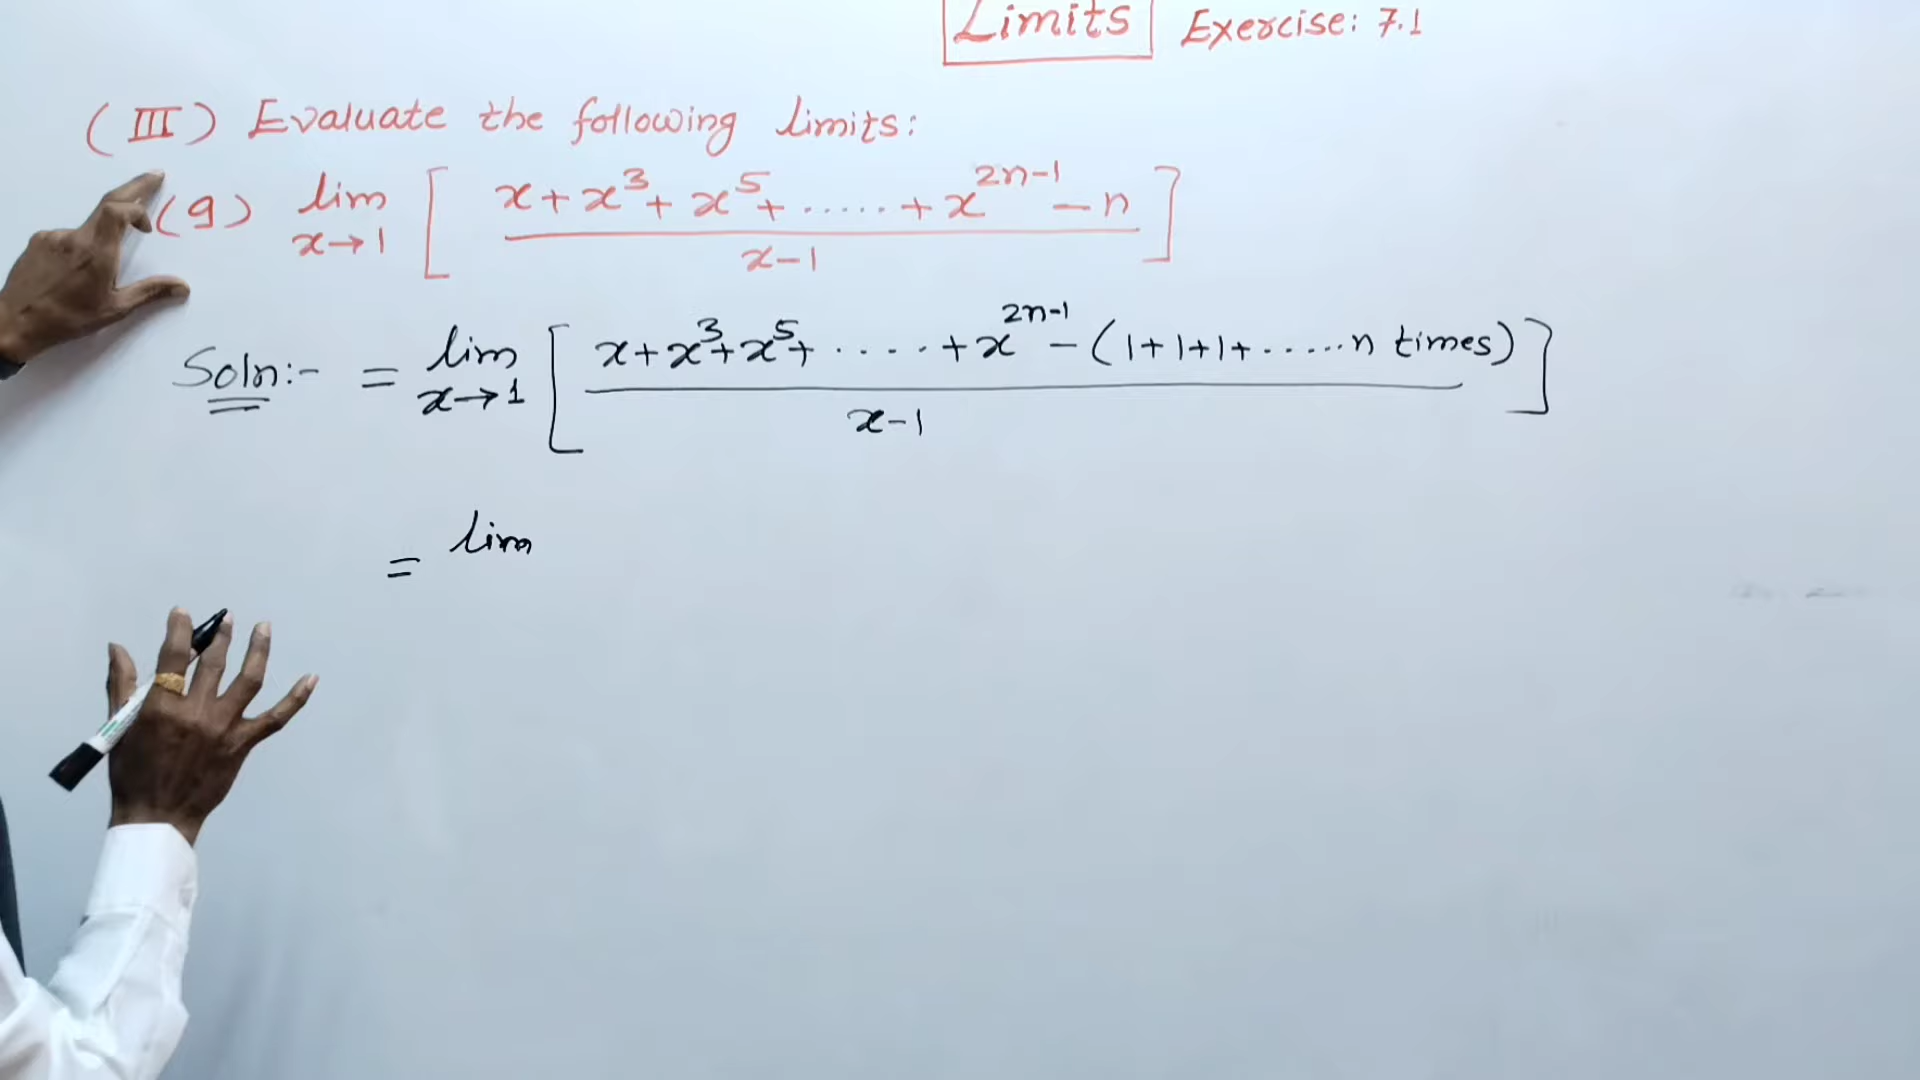 Limits Exercise: 7.1
(III) Evaluate the following limits:
(9) lim x→1 [ x + x³ + x⁵ + ..... + x²ⁿ⁻¹ - n / x-1 ]
Soln:- = lim x→1 [ x + x³ + x⁵ + ..... + x²ⁿ⁻¹ - (1+1+1+.....n times) / x-1 ]
= lim